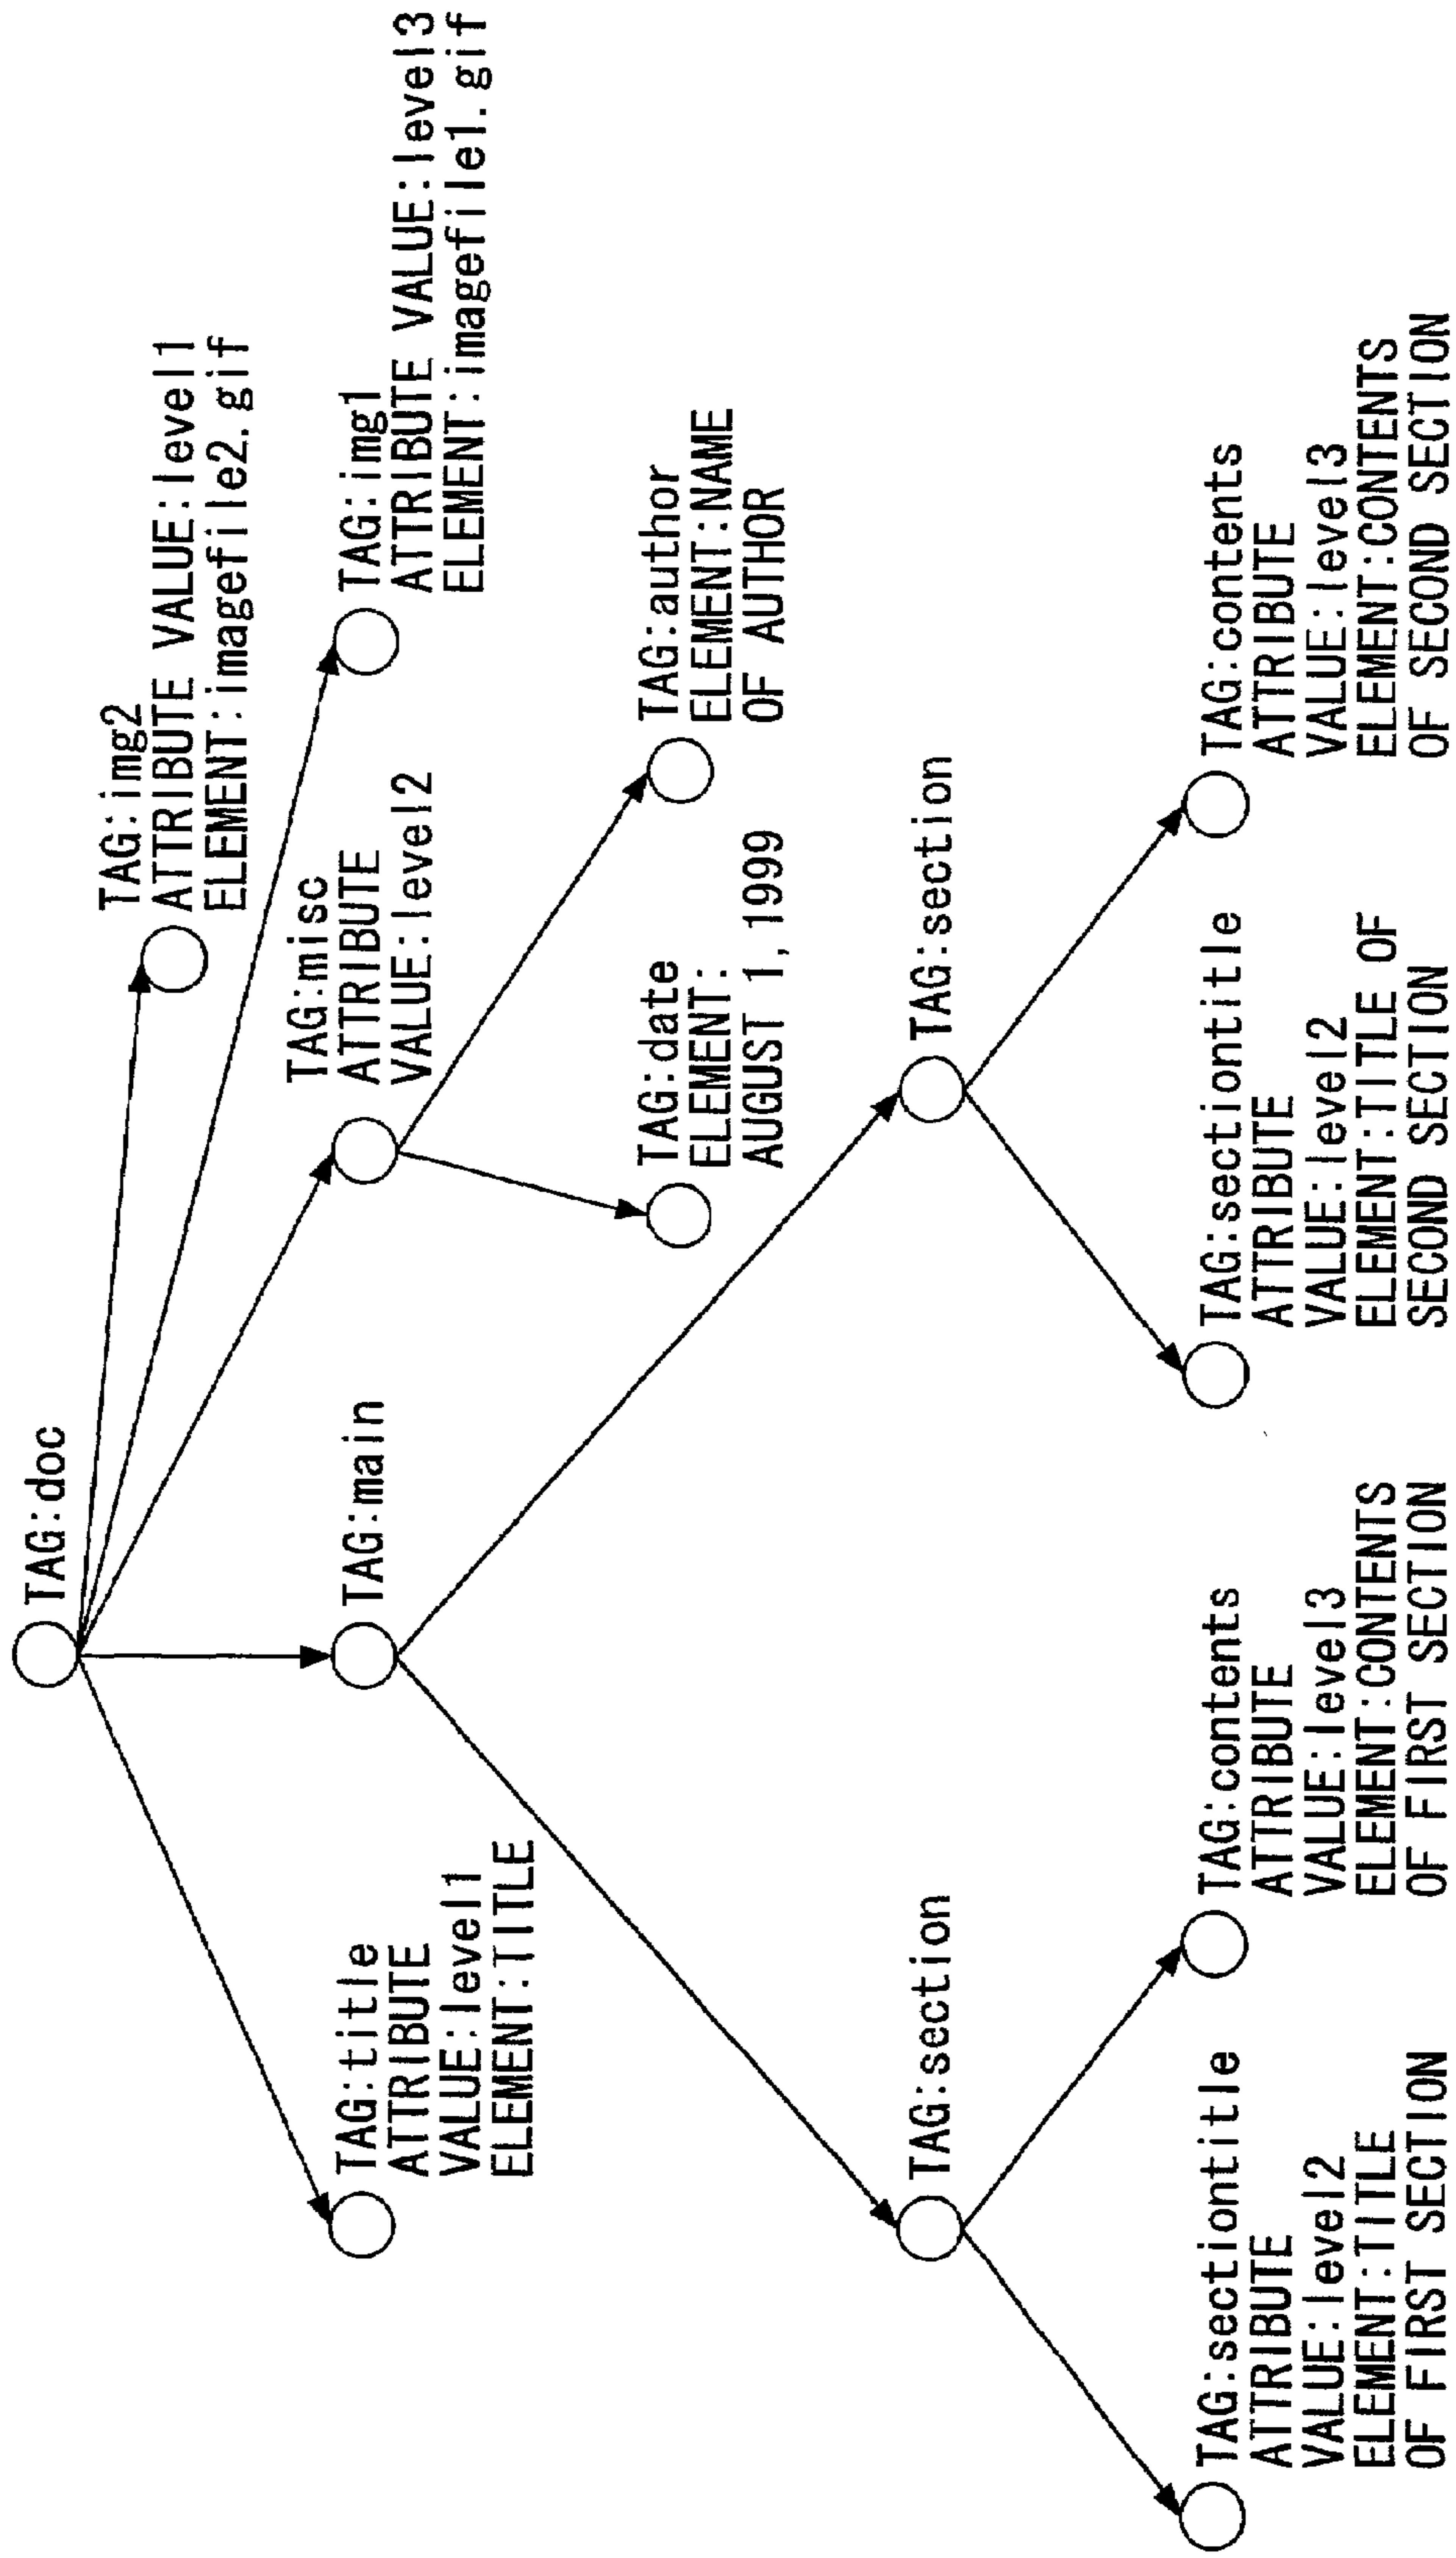 TAG:doc
TAG:img2
ATTRIBUTE VALUE:level1
ELEMENT:imagefile2.gif
TAG:title
ATTRIBUTE
VALUE:level1
ELEMENT:TITLE
TAG:main
TAG:misc
ATTRIBUTE
VALUE:level2
TAG:img1
ATTRIBUTE VALUE:level3
ELEMENT:imagefile1.gif
TAG:date
ELEMENT:
AUGUST 1, 1999
TAG:author
ELEMENT:NAME
OF AUTHOR
TAG:section
TAG:section
TAG:sectiontitle
ATTRIBUTE
VALUE:level2
ELEMENT:TITLE
OF FIRST SECTION
TAG:contents
ATTRIBUTE
VALUE:level3
ELEMENT:CONTENTS
OF FIRST SECTION
TAG:sectiontitle
ATTRIBUTE
VALUE:level2
ELEMENT:TITLE OF
SECOND SECTION
TAG:contents
ATTRIBUTE
VALUE:level3
ELEMENT:CONTENTS
OF SECOND SECTION